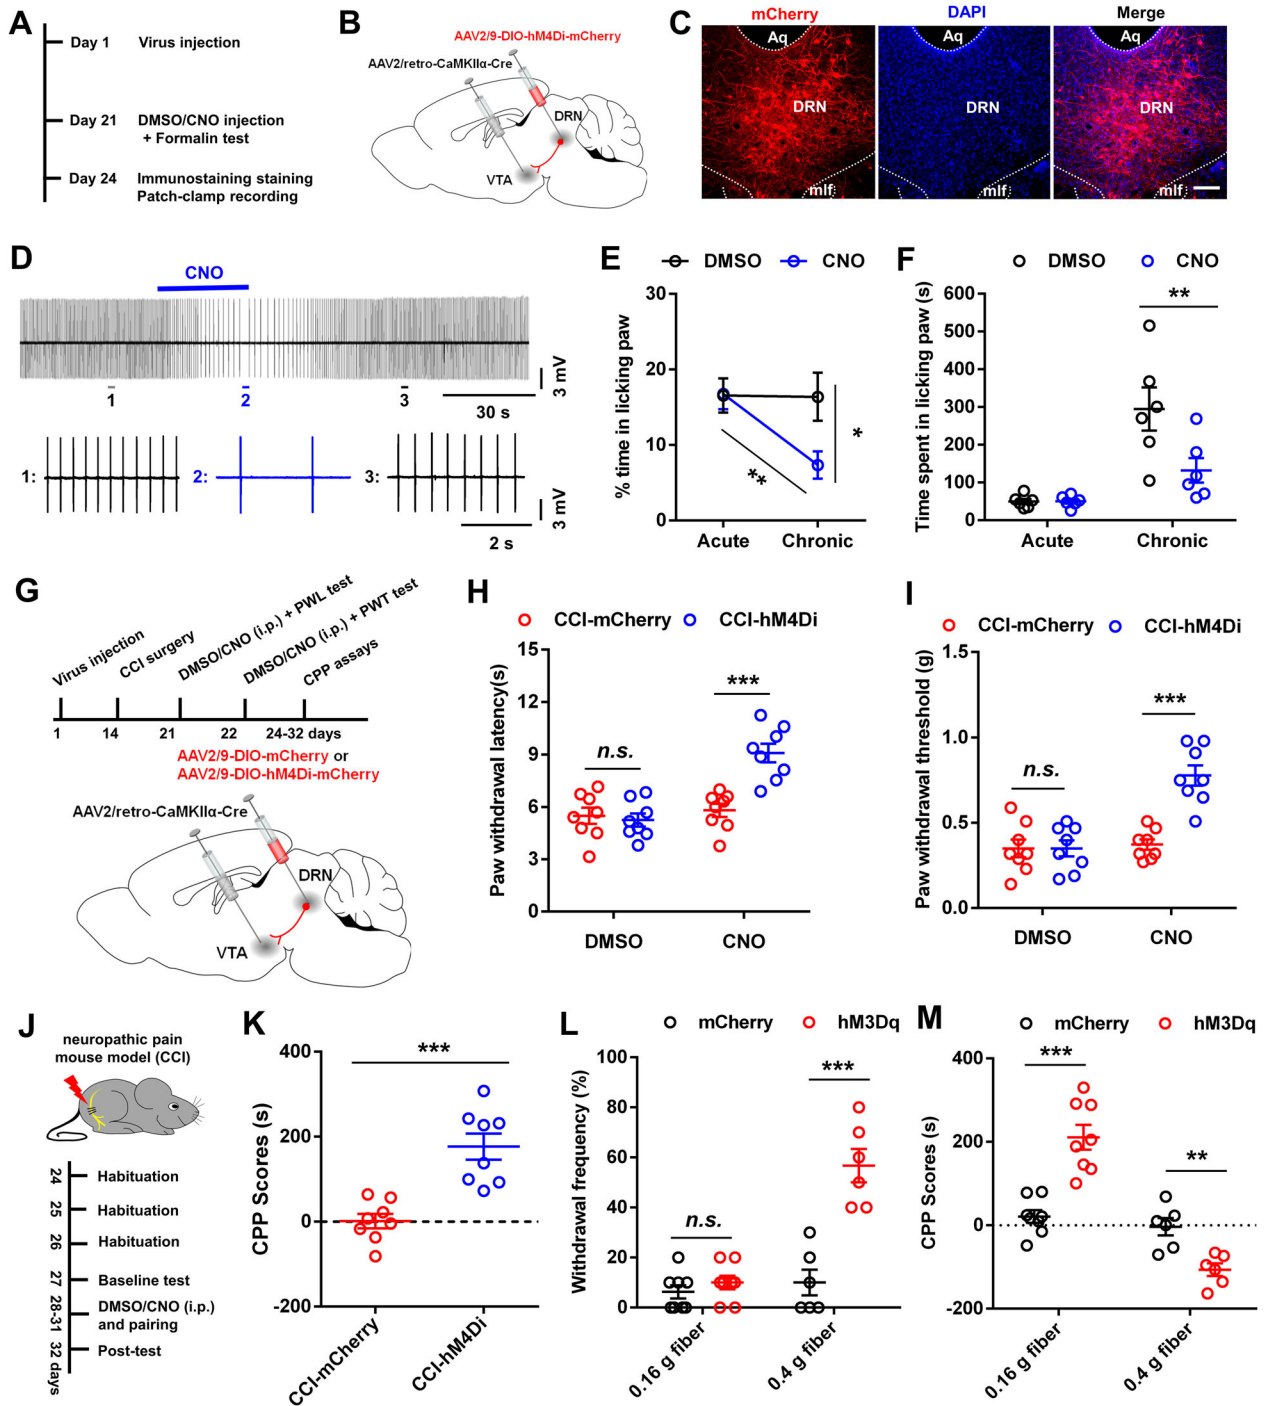 A
Day 1
Virus injection
Day 21
DMSO/CNO injection
+ Formalin test
Day 24
Immunostaining staining
Patch-clamp recording
B
AAV2/9-DIO-hM4Di-mCherry
AAV2/retro-CaMKIIα-Cre
DRN
VTA
C
mCherry
DAPI
Merge
Aq
Aq
Aq
DRN
DRN
DRN
mlf
mlf
mlf
D
CNO
3 mV
1
2
3
30 s
1:
2:
3:
3 mV
2 s
E
DMSO
CNO
% time in licking paw
30
20
10
0
*
**
Acute
Chronic
F
DMSO
CNO
Time spent in licking paw (s)
600
500
400
300
200
100
0
**
Acute
Chronic
G
Virus injection
CCI surgery
DMSO/CNO (i.p.) + PWL test
DMSO/CNO (i.p.) + PWT test
CPP assays
1
14
21
22
24-32 days
AAV2/9-DIO-mCherry or
AAV2/9-DIO-hM4Di-mCherry
AAV2/retro-CaMKIIα-Cre
DRN
VTA
H
CCI-mCherry
CCI-hM4Di
Paw withdrawal latency(s)
15
12
9
6
3
0
n.s.
***
DMSO
CNO
I
CCI-mCherry
CCI-hM4Di
Paw withdrawal threshold (g)
1.5
1.0
0.5
0.0
n.s.
***
DMSO
CNO
J
neuropathic pain
mouse model (CCI)
24
Habituation
25
Habituation
26
Habituation
27
Baseline test
28-31
DMSO/CNO (i.p.)
and pairing
32 days
Post-test
K
CPP Scores (s)
400
200
0
-200
***
CCI-mCherry
CCI-hM4Di
L
mCherry
hM3Dq
Withdrawal frequency (%)
100
80
60
40
20
0
n.s.
***
0.16 g fiber
0.4 g fiber
M
mCherry
hM3Dq
CPP Scores (s)
400
200
0
-200
***
**
0.16 g fiber
0.4 g fiber